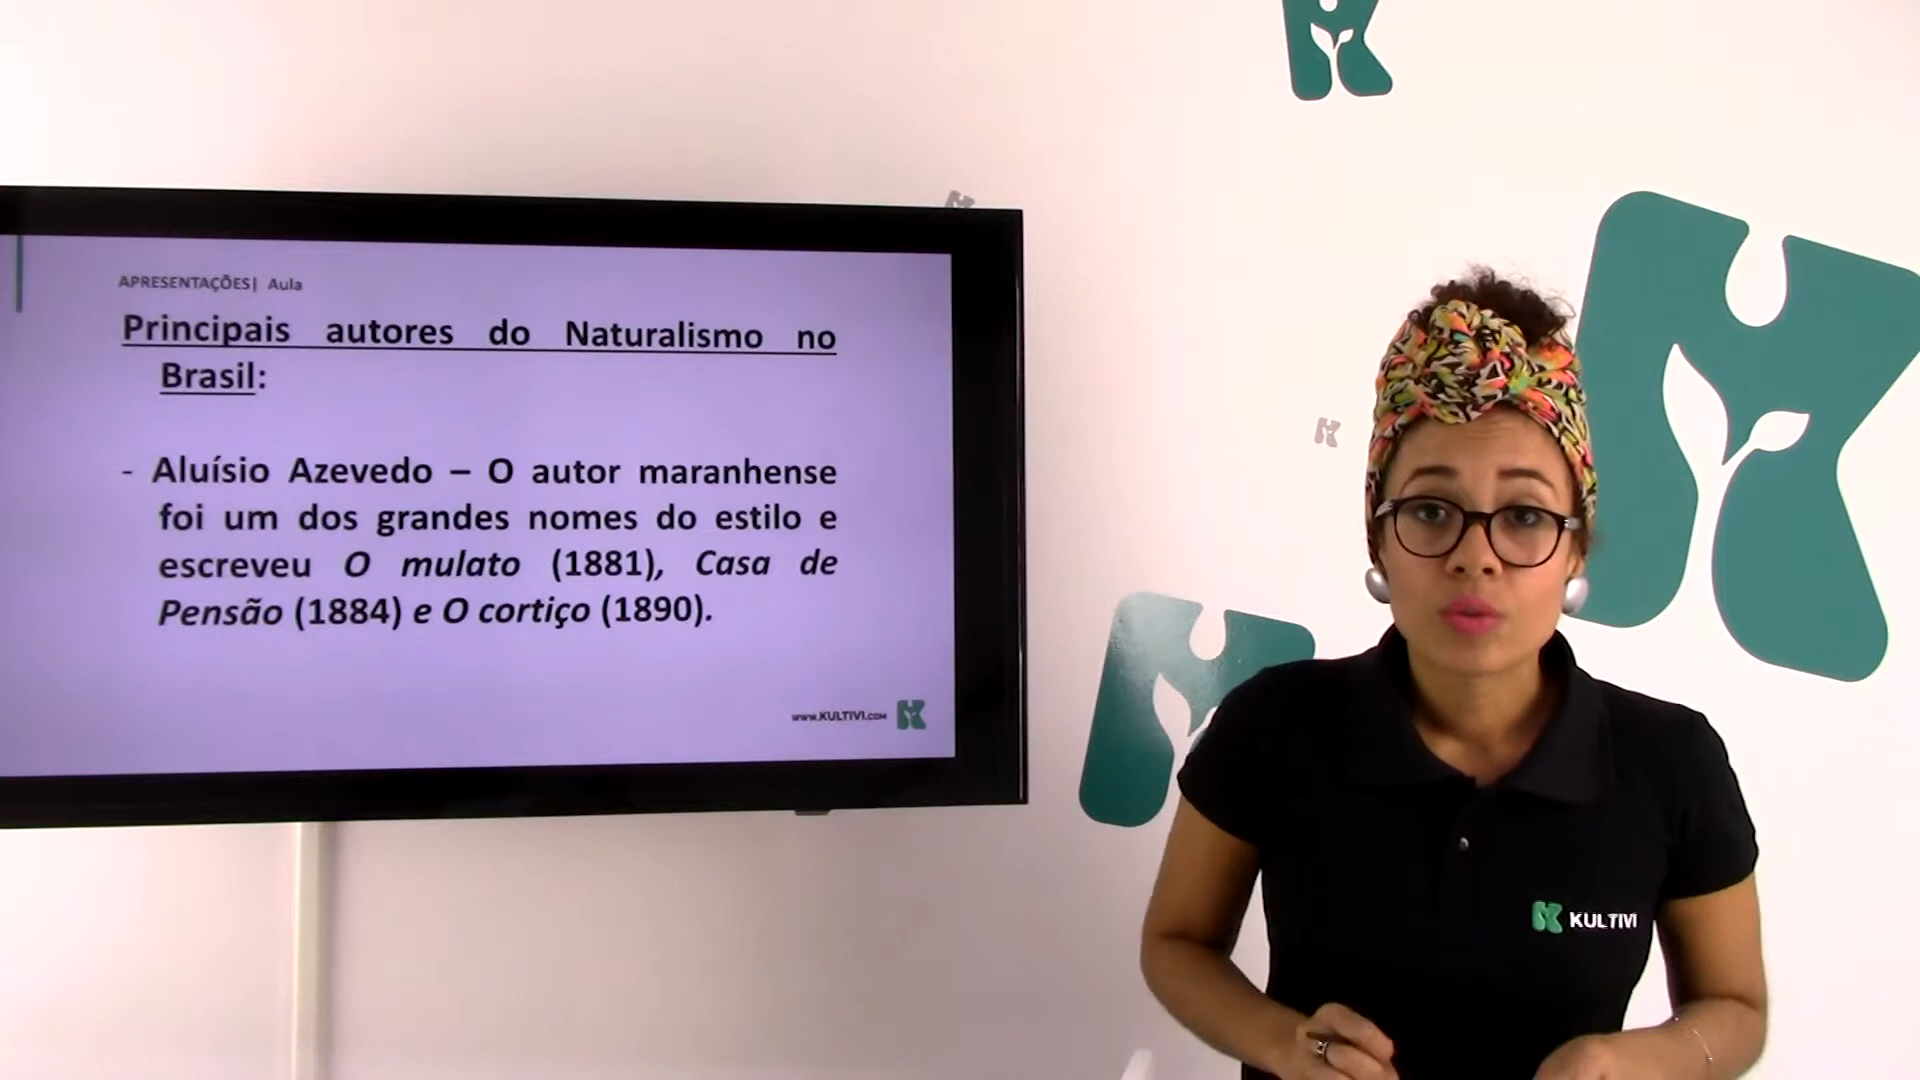 APRESENTAÇÕES| Aula
Principais autores do Naturalismo no
Brasil:
- Aluísio Azevedo – O autor maranhense
foi um dos grandes nomes do estilo e
escreveu O mulato (1881), Casa de
Pensão (1884) e O cortiço (1890).
www.KULTIVI.COM
KULTIVI